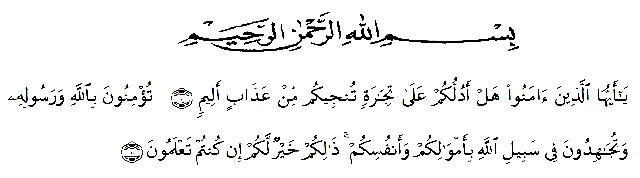 بِسْمِ اللهِ الرَّحْمٰنِ الرَّحِيْمِ
يَٰٓأَيُّهَا ٱلَّذِينَ ءَامَنُوا۟ هَلْ أَدُلُّكُمْ عَلَىٰ تِجَٰرَةٍ تُنجِيكُم مِّنْ عَذَابٍ أَلِيمٍ ۝ تُؤْمِنُونَ بِٱللَّهِ وَرَسُولِهِۦ
وَتُجَٰهِدُونَ فِى سَبِيلِ ٱللَّهِ بِأَمْوَٰلِكُمْ وَأَنفُسِكُمْ ۚ ذَٰلِكُمْ خَيْرٌ لَّكُمْ إِن كُنتُمْ تَعْلَمُونَ ۝